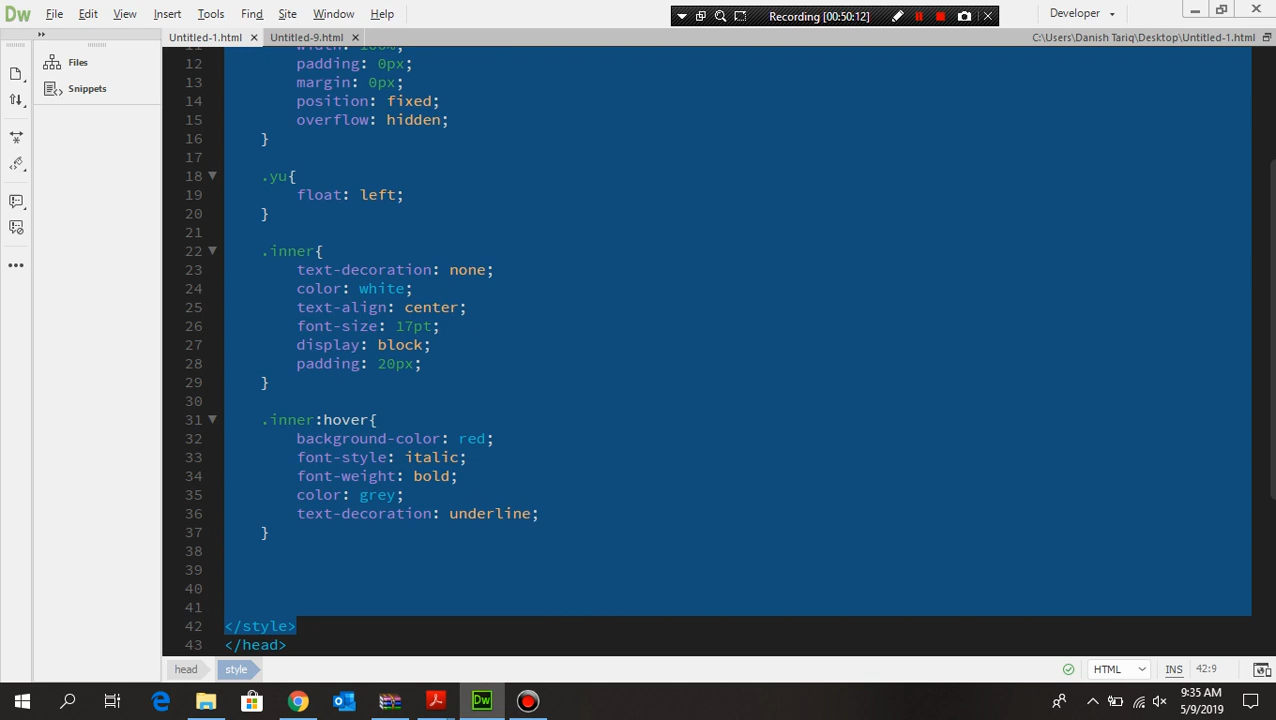 Dw File Edit View Insert Tools Find Site Window Help Recording [00:50:12] Developer
Untitled-1.html Untitled-9.html C:\Users\Danish Tariq\Desktop\Untitled-1.html
Files
Snippets
11 width: 100%;
12 padding: 0px;
13 margin: 0px;
14 position: fixed;
15 overflow: hidden;
16 }
17
18 .yu{
19 float: left;
20 }
21
22 .inner{
23 text-decoration: none;
24 color: white;
25 text-align: center;
26 font-size: 17pt;
27 display: block;
28 padding: 20px;
29 }
30
31 .inner:hover{
32 background-color: red;
33 font-style: italic;
34 font-weight: bold;
35 color: grey;
36 text-decoration: underline;
37 }
38
39
40
41
42 </style>
43 </head>
head style HTML INS 42:9
Dw
9:35 AM
5/9/2019